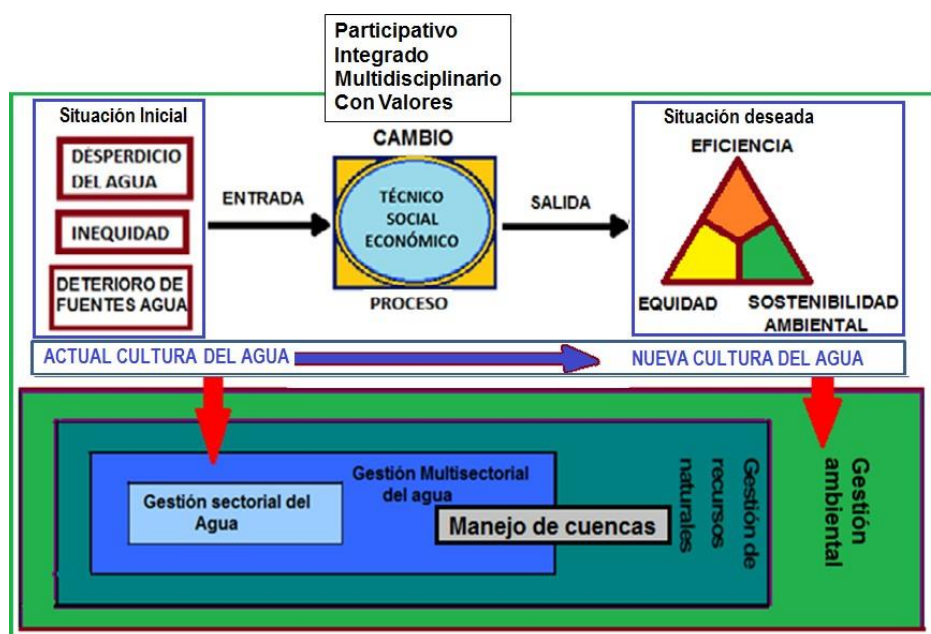 Participativo
Integrado
Multidisciplinario
Con Valores
Situación Inicial
DESPERDICIO
DEL AGUA
INEQUIDAD
DETERIORO DE
FUENTES AGUA
ENTRADA
CAMBIO
TÉCNICO
SOCIAL
ECONÓMICO
PROCESO
SALIDA
Situación deseada
EFICIENCIA
EQUIDAD
SOSTENIBILIDAD
AMBIENTAL
ACTUAL CULTURA DEL AGUA
NUEVA CULTURA DEL AGUA
Gestión sectorial del
Agua
Gestión Multisectorial
del agua
Manejo de cuencas
Gestión de
recursos
naturales
Gestión
ambiental